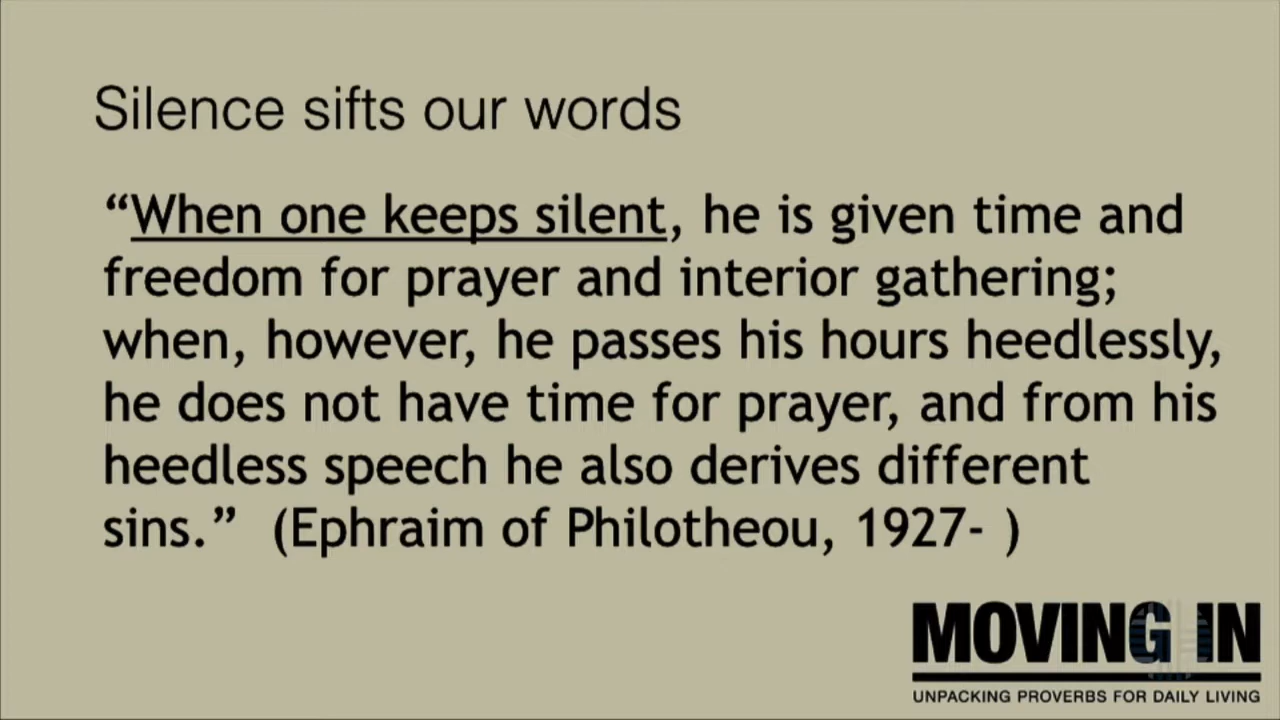 Silence sifts our words
“When one keeps silent, he is given time and
freedom for prayer and interior gathering;
when, however, he passes his hours heedlessly,
he does not have time for prayer, and from his
heedless speech he also derives different
sins.” (Ephraim of Philotheou, 1927- )
MOVING IN
UNPACKING PROVERBS FOR DAILY LIVING